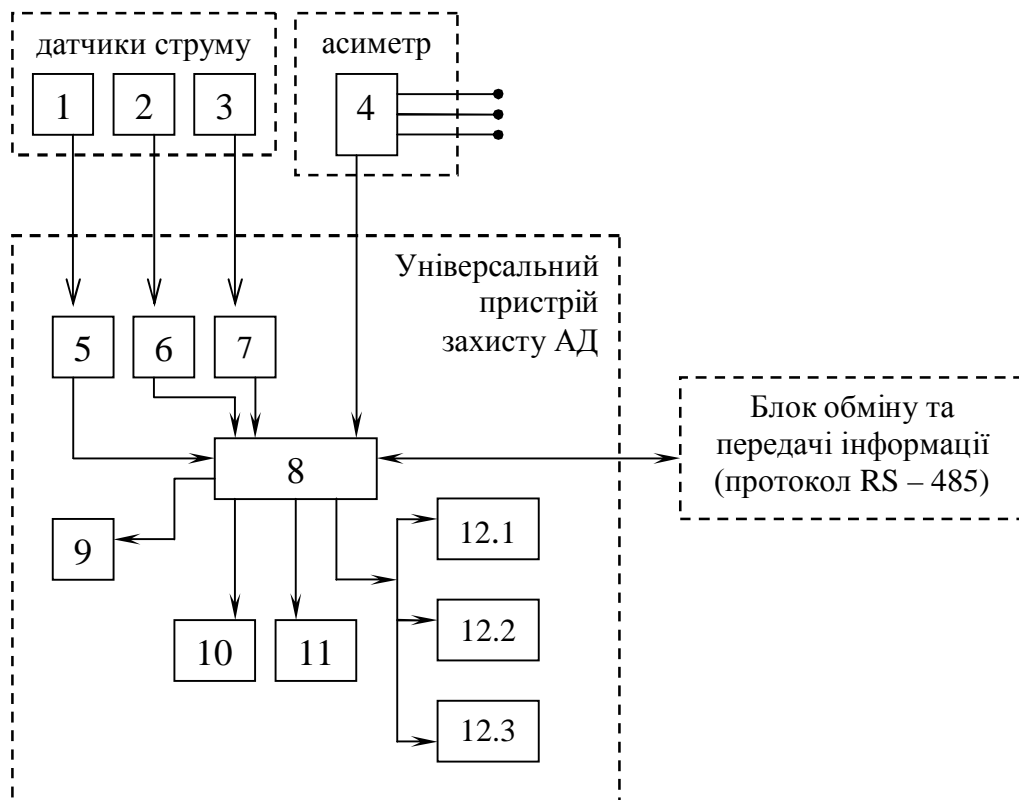 датчики струму
асиметр
1
2
3
4
Універсальний
пристрій
захисту АД
5
6
7
Блок обміну та
передачі інформації
(протокол RS – 485)
8
9
12.1
10
11
12.2
12.3